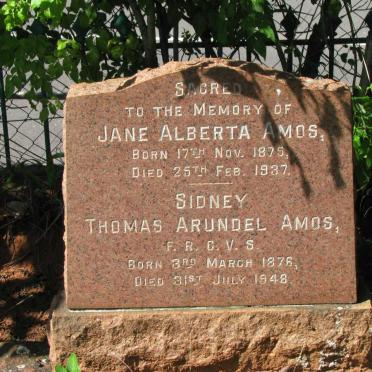 SACRED
TO THE MEMORY OF
JANE ALBERTA AMOS,
BORN 17TH NOV. 1875,
DIED 25TH FEB. 1937.
SIDNEY
THOMAS ARUNDEL AMOS,
F. R. C. V. S.
BORN 3RD MARCH 1876,
DIED 31ST JULY 1948.